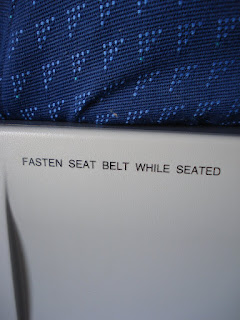 FASTEN SEAT BELT WHILE SEATED